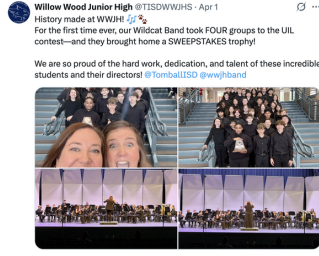 Willow Wood Junior High @TISDWWJHS · Apr 1
History made at WWJH! 🎶🐾
For the first time ever, our Wildcat Band took FOUR groups to the UIL
contest—and they brought home a SWEEPSTAKES trophy!
We are so proud of the hard work, dedication, and talent of these incredible
students and their directors! @TomballISD @wwjhband